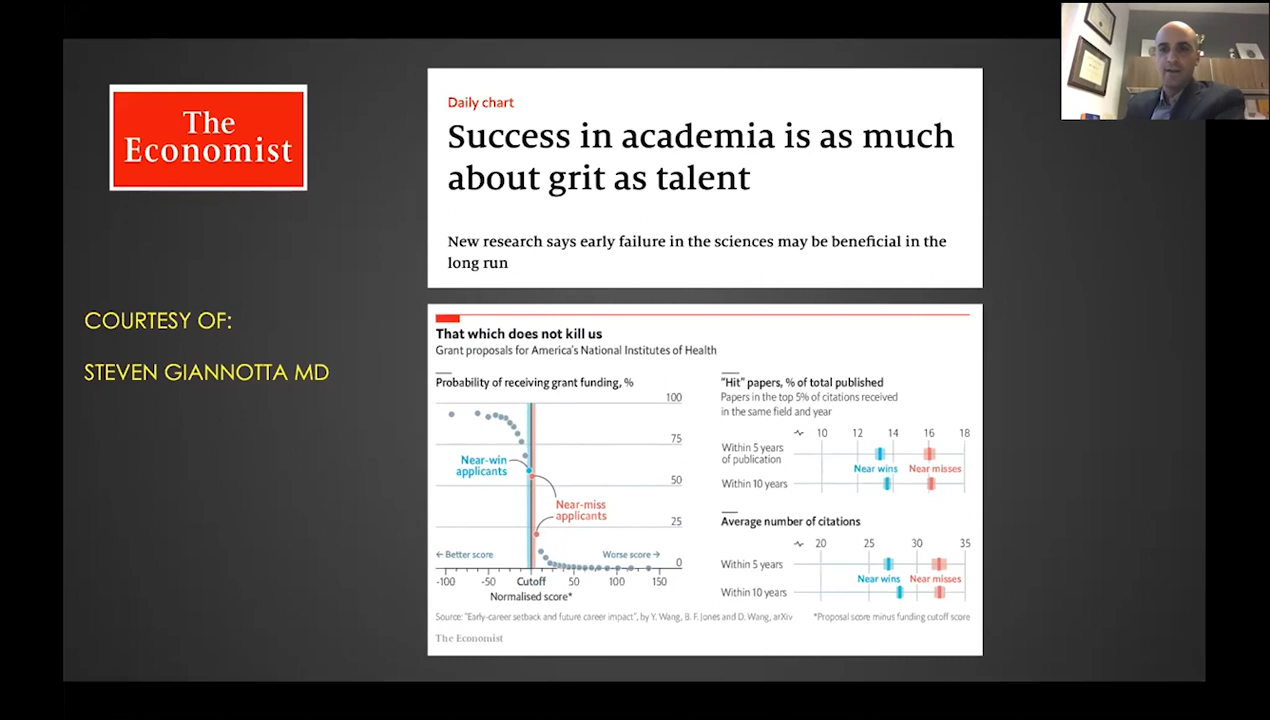 The
Economist
COURTESY OF:
STEVEN GIANNOTTA MD
Daily chart
Success in academia is as much
about grit as talent
New research says early failure in the sciences may be beneficial in the
long run
That which does not kill us
Grant proposals for America's National Institutes of Health
Probability of receiving grant funding, %
100
75
50
25
0
Near-win
applicants
Near-miss
applicants
← Better score
Worse score →
-100 -50 Cutoff 50 100 150
Normalised score*
"Hit" papers, % of total published
Papers in the top 5% of citations received
in the same field and year
10 12 14 16 18
Within 5 years
of publication
Near wins Near misses
Within 10 years
Average number of citations
20 25 30 35
Within 5 years
Near wins Near misses
Within 10 years
Source: "Early-career setback and future career impact", by Y. Wang, B. F. Jones and D. Wang, arXiv *Proposal score minus funding cutoff score
The Economist